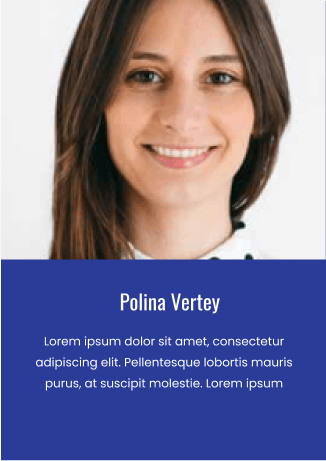 Polina Vertey
Lorem ipsum dolor sit amet, consectetur
adipiscing elit. Pellentesque lobortis mauris
purus, at suscipit molestie. Lorem ipsum